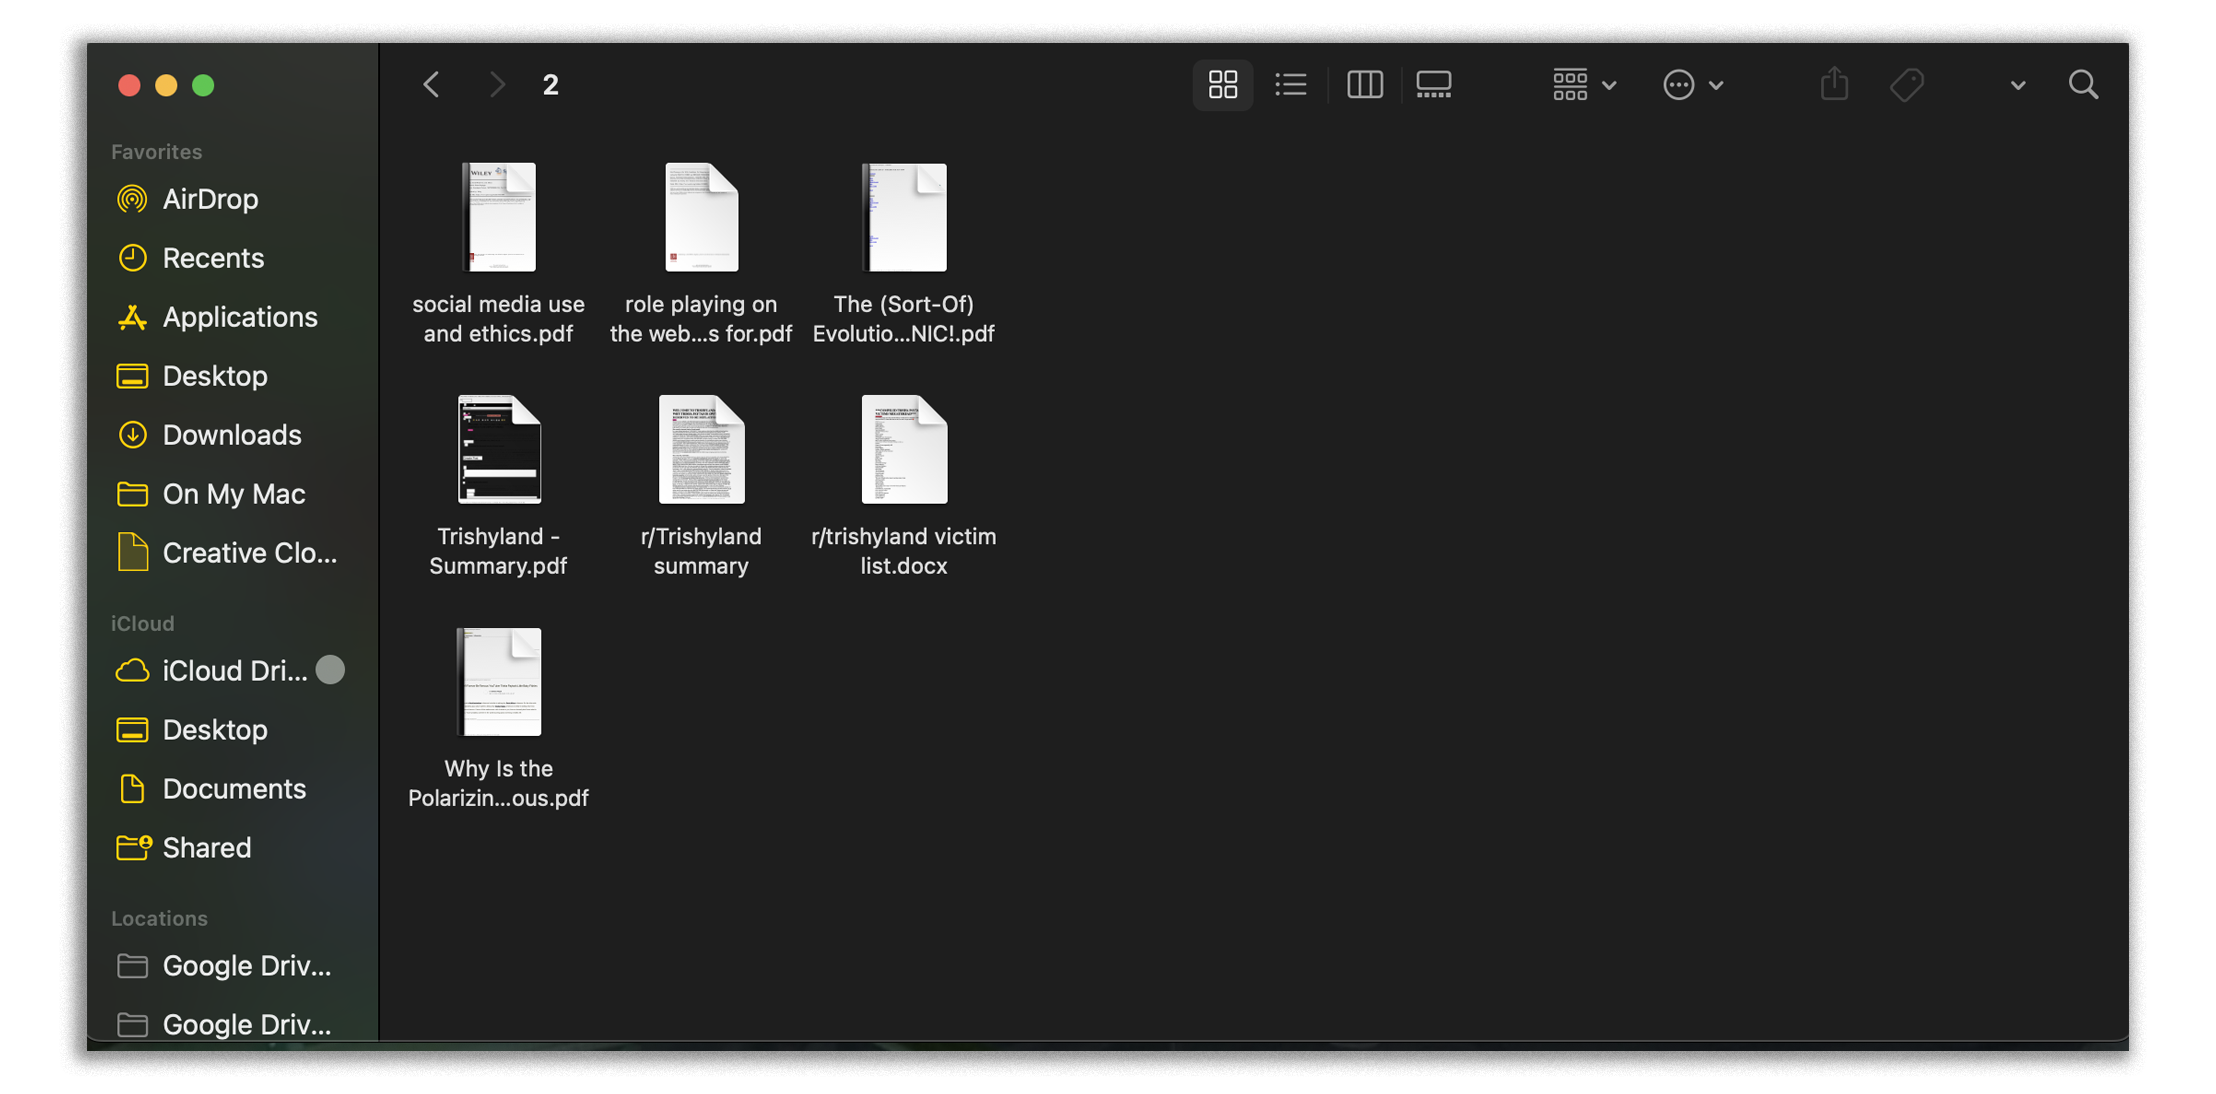 2
Favorites
AirDrop
Recents
Applications
Desktop
Downloads
On My Mac
Creative Clo...
iCloud
iCloud Dri...
Desktop
Documents
Shared
Locations
Google Driv...
Google Driv...
WILEY
social media use
and ethics.pdf
role playing on
the web...s for.pdf
The (Sort-Of)
Evolutio...NIC!.pdf
Trishyland -
Summary.pdf
r/Trishyland
summary
r/trishyland victim
list.docx
Why Is the
Polarizin...ous.pdf